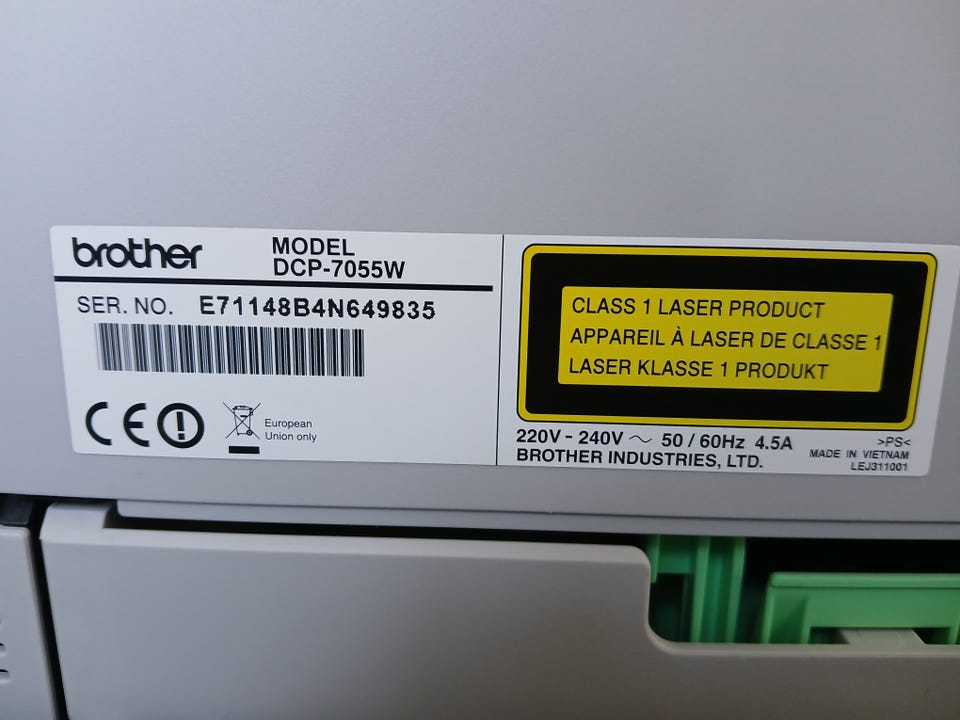 brother
MODEL
DCP-7055W
SER. NO. E71148B4N649835
CE
European
Union only
CLASS 1 LASER PRODUCT
APPAREIL À LASER DE CLASSE 1
LASER KLASSE 1 PRODUKT
220V - 240V ～ 50 / 60Hz 4.5A
BROTHER INDUSTRIES, LTD.
>PS<
MADE IN VIETNAM
LEJ311001